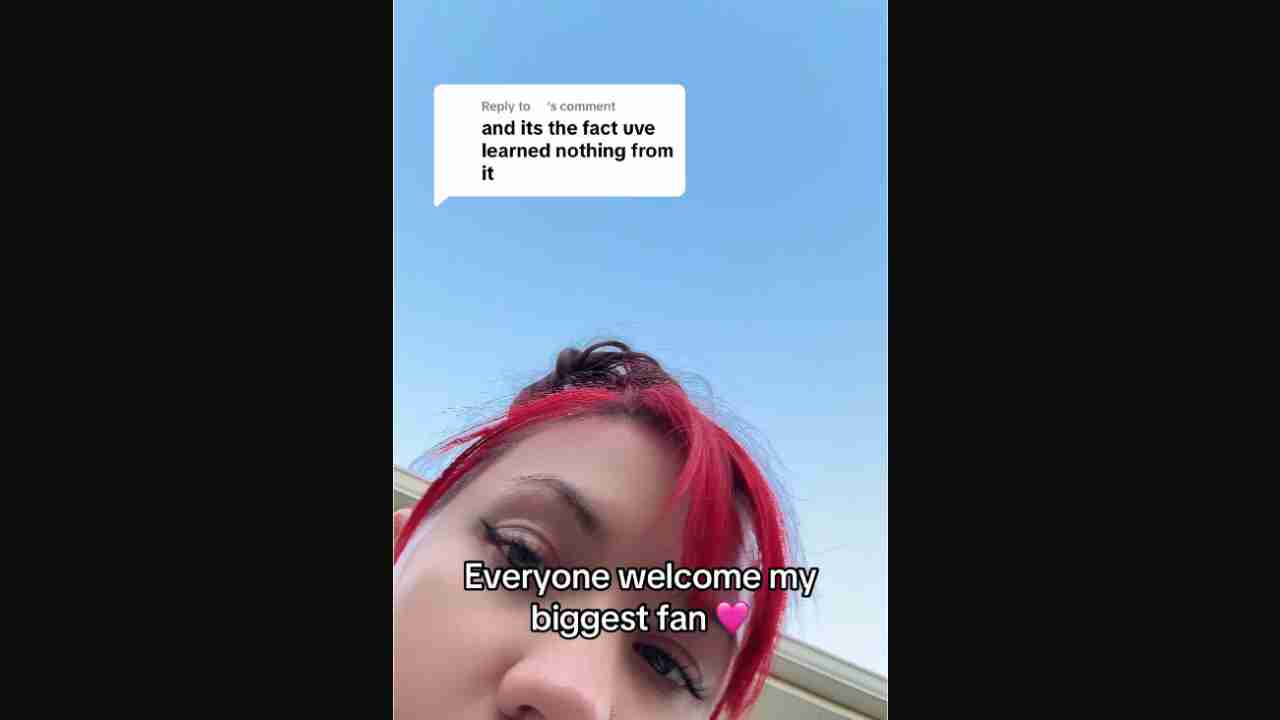 Reply to 's comment
and its the fact uve
learned nothing from
it
Everyone welcome my
biggest fan 🩷